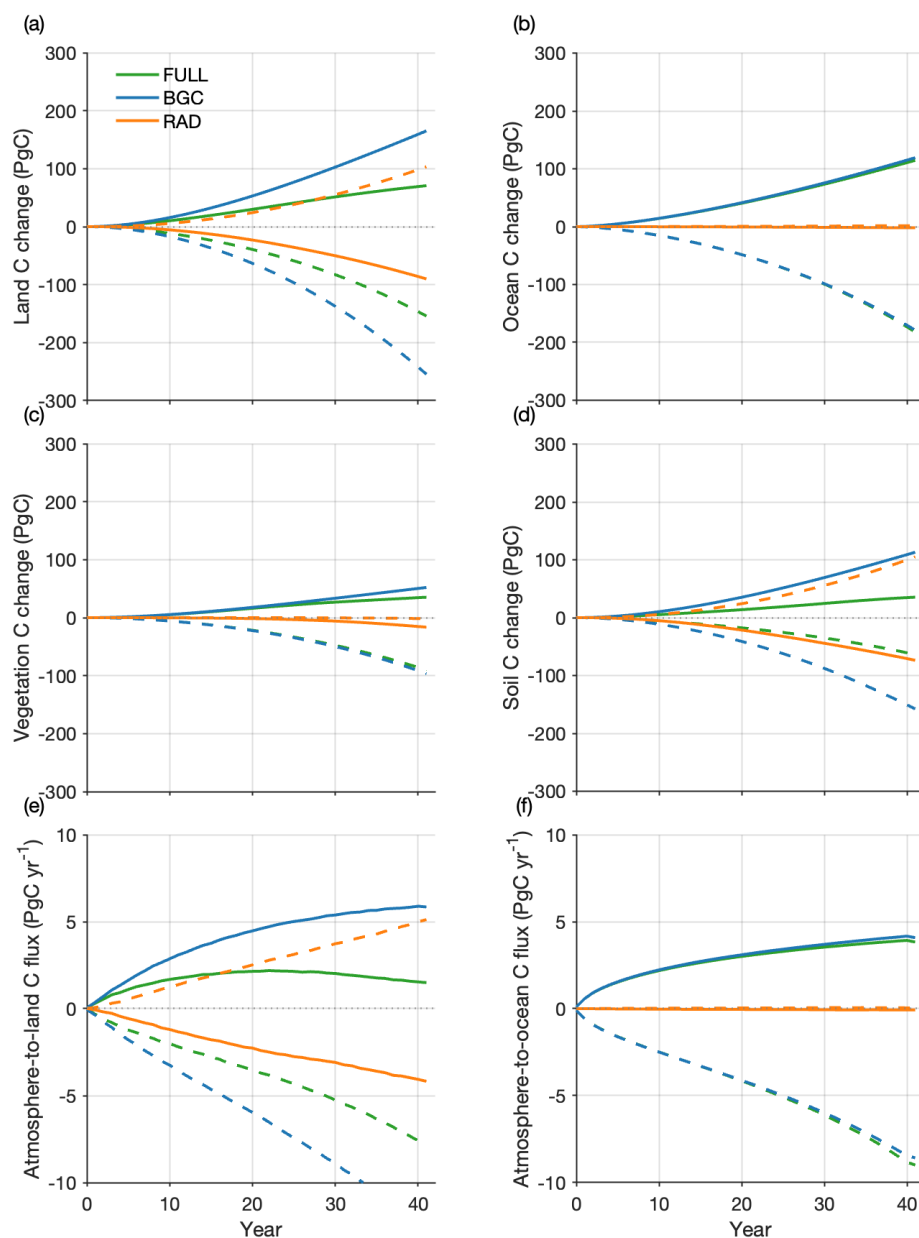 (a)
300
200
100
0
-100
-200
-300
Land C change (PgC)
FULL
BGC
RAD
(b)
300
200
100
0
-100
-200
-300
Ocean C change (PgC)
(c)
300
200
100
0
-100
-200
-300
Vegetation C change (PgC)
(d)
300
200
100
0
-100
-200
-300
Soil C change (PgC)
(e)
10
5
0
-5
-10
Atmosphere-to-land C flux (PgC yr⁻¹)
0 10 20 30 40
Year
(f)
10
5
0
-5
-10
Atmosphere-to-ocean C flux (PgC yr⁻¹)
0 10 20 30 40
Year